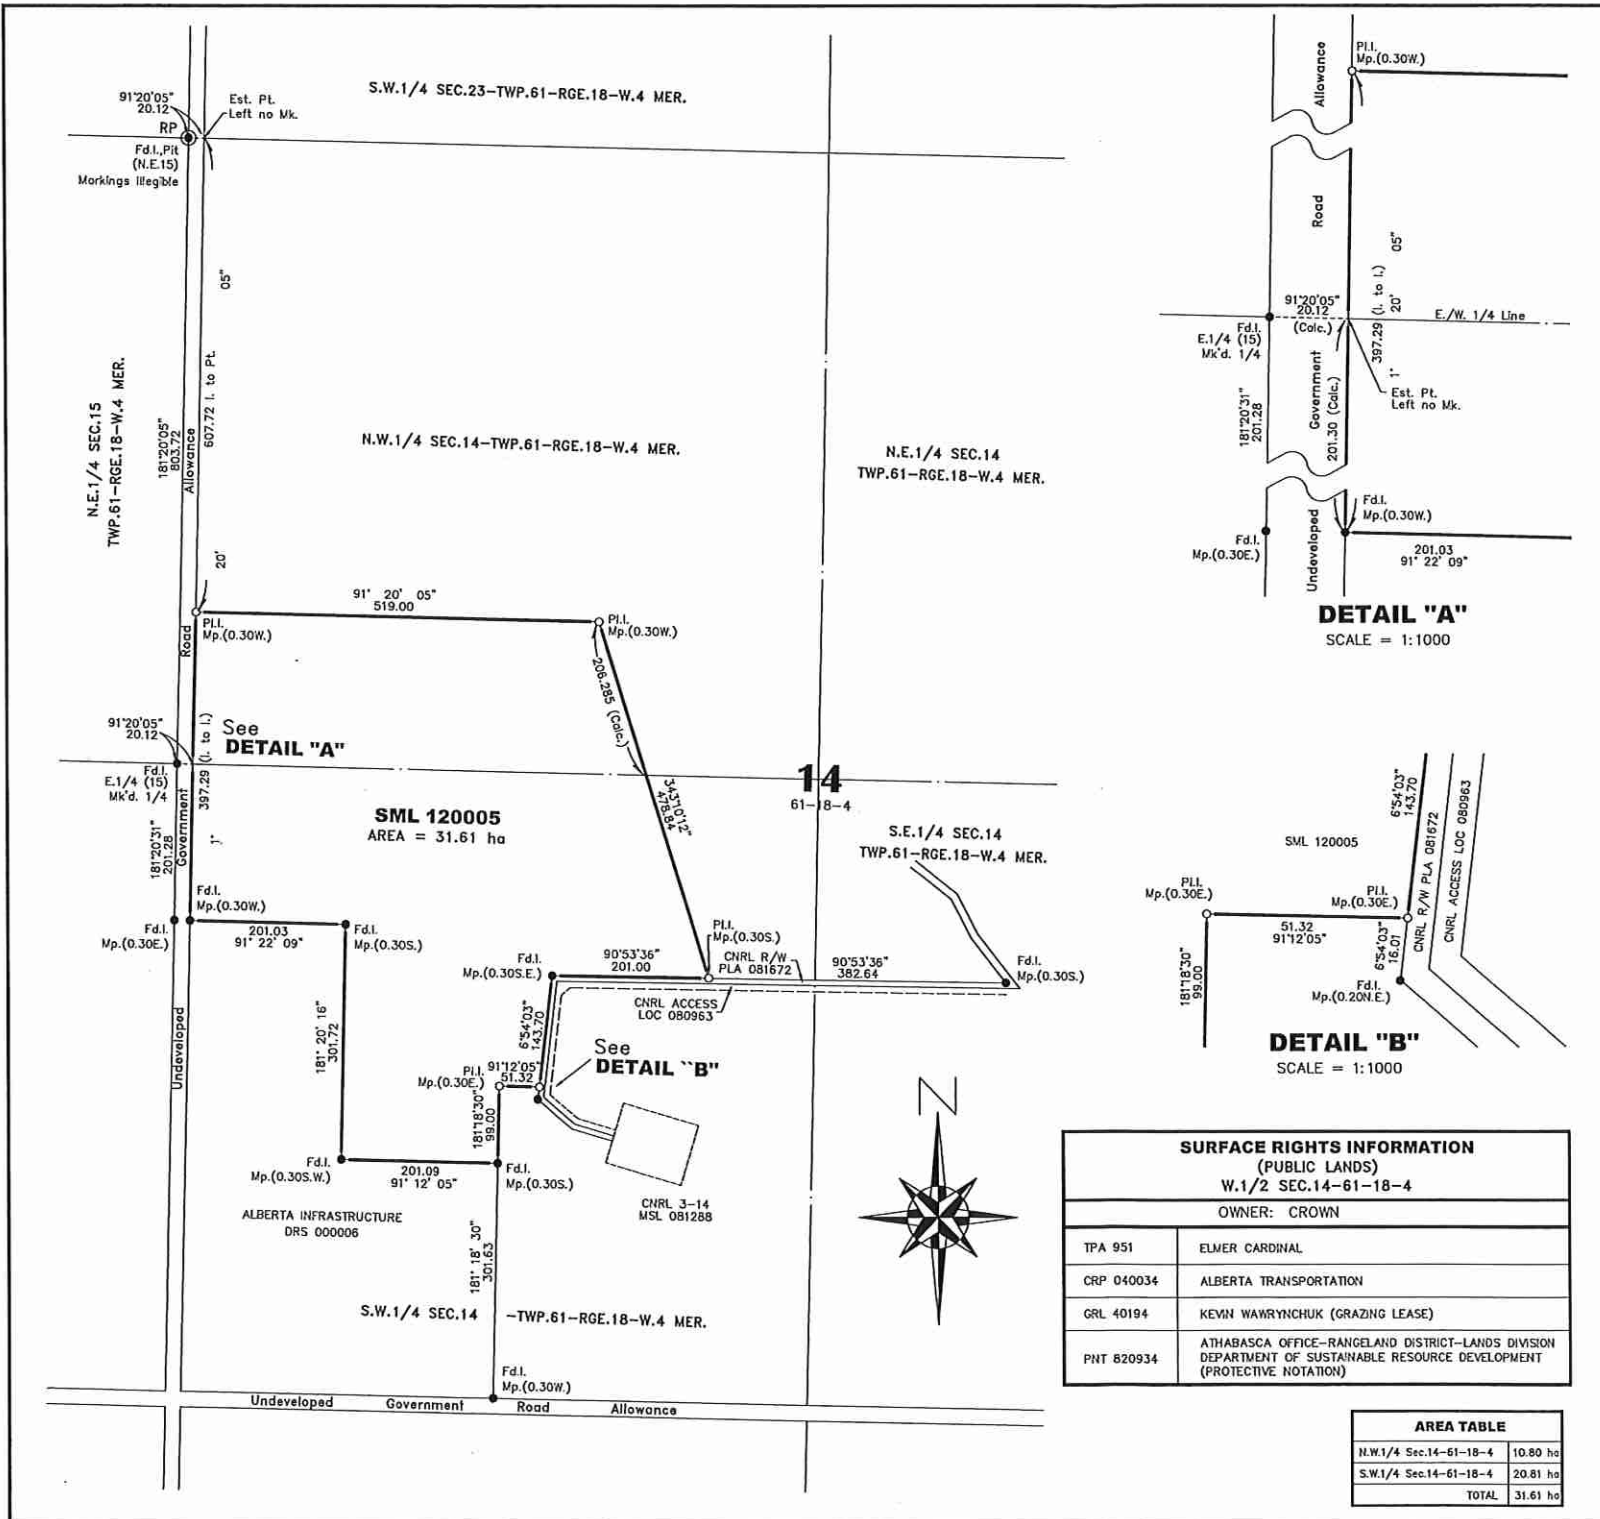 S.W.1/4 SEC.23-TWP.61-RGE.18-W.4 MER.
91°20'05"
20.12
Est. Pt.
Left no Mk.
RP
Fd.I.,Pit
(N.E.15)
Markings Illegible
N.E.1/4 SEC.15
TWP.61-RGE.18-W.4 MER.
181°20'05"
803.72
Allowance
607.72 I. to Pt.
05"
20'
N.W.1/4 SEC.14-TWP.61-RGE.18-W.4 MER.
N.E.1/4 SEC.14
TWP.61-RGE.18-W.4 MER.
91° 20' 05"
519.00
Pl.I.
Mp.(0.30W.)
Pl.I.
Mp.(0.30W.)
Road
206.285 (Calc.)
91°20'05"
20.12
See
DETAIL "A"
Fd.I.
E.1/4 (15)
Mk'd. 1/4
397.29 (I. to I.)
1°
181°20'31"
201.28
Government
SML 120005
AREA = 31.61 ha
343°10'12"
478.84
14
61-18-4
S.E.1/4 SEC.14
TWP.61-RGE.18-W.4 MER.
Fd.I.
Mp.(0.30W.)
Fd.I.
Mp.(0.30E.)
201.03
91° 22' 09"
Fd.I.
Mp.(0.30S.)
Pl.I.
Mp.(0.30S.)
Fd.I.
Mp.(0.30S.E.)
90°53'36"
201.00
CNRL R/W
PLA 081672
90°53'36"
382.64
Fd.I.
Mp.(0.30S.)
CNRL ACCESS
LOC 080963
Undeveloped
181° 20' 16"
301.72
6°54'03"
143.70
See
DETAIL "B"
Pl.I.
Mp.(0.30E.)
91°12'05"
51.32
181°18'30"
99.00
Fd.I.
Mp.(0.30S.W.)
201.09
91° 12' 05"
Fd.I.
Mp.(0.30S.)
CNRL 3-14
MSL 081288
ALBERTA INFRASTRUCTURE
DRS 000006
181° 18' 30"
301.63
S.W.1/4 SEC.14 -TWP.61-RGE.18-W.4 MER.
Fd.I.
Mp.(0.30W.)
Undeveloped Government Road Allowance
N
Allowance
Pl.I.
Mp.(0.30W.)
Road
397.29 (I. to I.)
1° 20' 05"
91°20'05"
20.12
(Calc.)
E./W. 1/4 Line
Fd.I.
E.1/4 (15)
Mk'd. 1/4
Est. Pt.
Left no Mk.
181°20'31"
201.28
Government
201.30 (Calc.)
Fd.I.
Mp.(0.30W.)
Fd.I.
Mp.(0.30E.)
Undeveloped
201.03
91° 22' 09"
DETAIL "A"
SCALE = 1:1000
6°54'03"
143.70
SML 120005
CNRL R/W PLA 081672
CNRL ACCESS LOC 080963
Pl.I.
Mp.(0.30E.)
Pl.I.
Mp.(0.30E.)
51.32
91°12'05"
6°54'03"
16.01
181°18'30"
99.00
Fd.I.
Mp.(0.20N.E.)
DETAIL "B"
SCALE = 1:1000
SURFACE RIGHTS INFORMATION
(PUBLIC LANDS)
W.1/2 SEC.14-61-18-4
OWNER: CROWN
TPA 951 ELMER CARDINAL
CRP 040034 ALBERTA TRANSPORTATION
GRL 40194 KEVIN WAWRYNCHUK (GRAZING LEASE)
PNT 820934 ATHABASCA OFFICE-RANGELAND DISTRICT-LANDS DIVISION
DEPARTMENT OF SUSTAINABLE RESOURCE DEVELOPMENT
(PROTECTIVE NOTATION)
AREA TABLE
N.W.1/4 Sec.14-61-18-4 10.80 ha
S.W.1/4 Sec.14-61-18-4 20.81 ha
TOTAL 31.61 ha